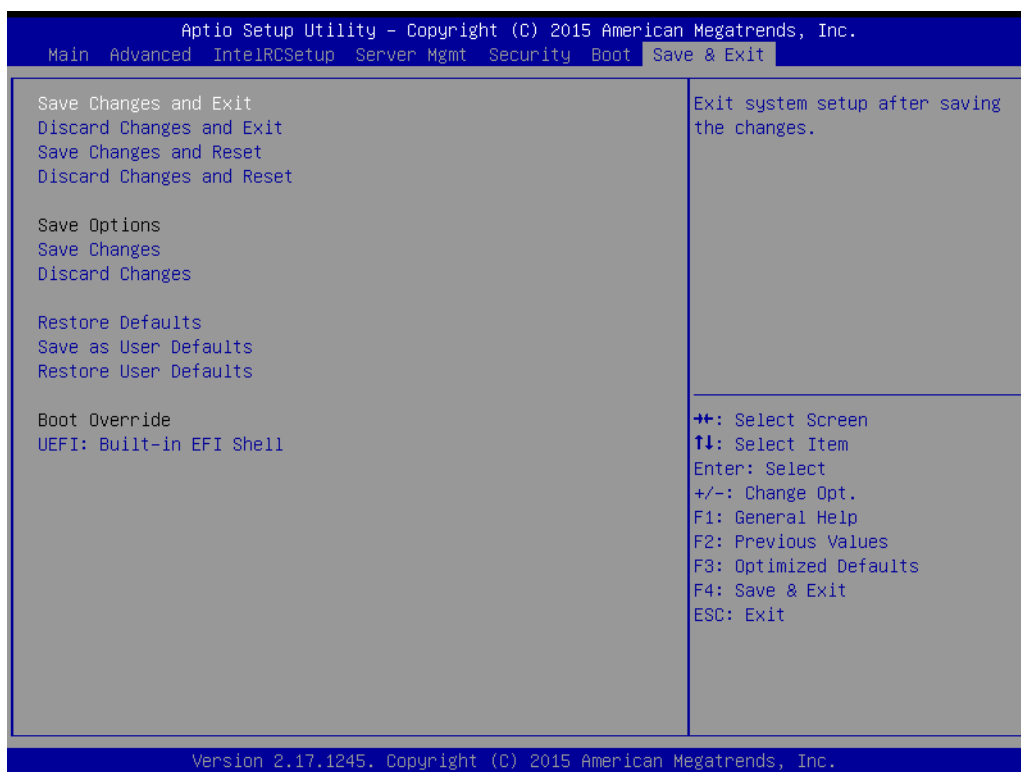 Aptio Setup Utility – Copyright (C) 2015 American Megatrends, Inc.
Main Advanced IntelRCSetup Server Mgmt Security Boot Save & Exit
Save Changes and Exit
Discard Changes and Exit
Save Changes and Reset
Discard Changes and Reset
Save Options
Save Changes
Discard Changes
Restore Defaults
Save as User Defaults
Restore User Defaults
Boot Override
UEFI: Built-in EFI Shell
Exit system setup after saving
the changes.
→←: Select Screen
↑↓: Select Item
Enter: Select
+/-: Change Opt.
F1: General Help
F2: Previous Values
F3: Optimized Defaults
F4: Save & Exit
ESC: Exit
Version 2.17.1245. Copyright (C) 2015 American Megatrends, Inc.